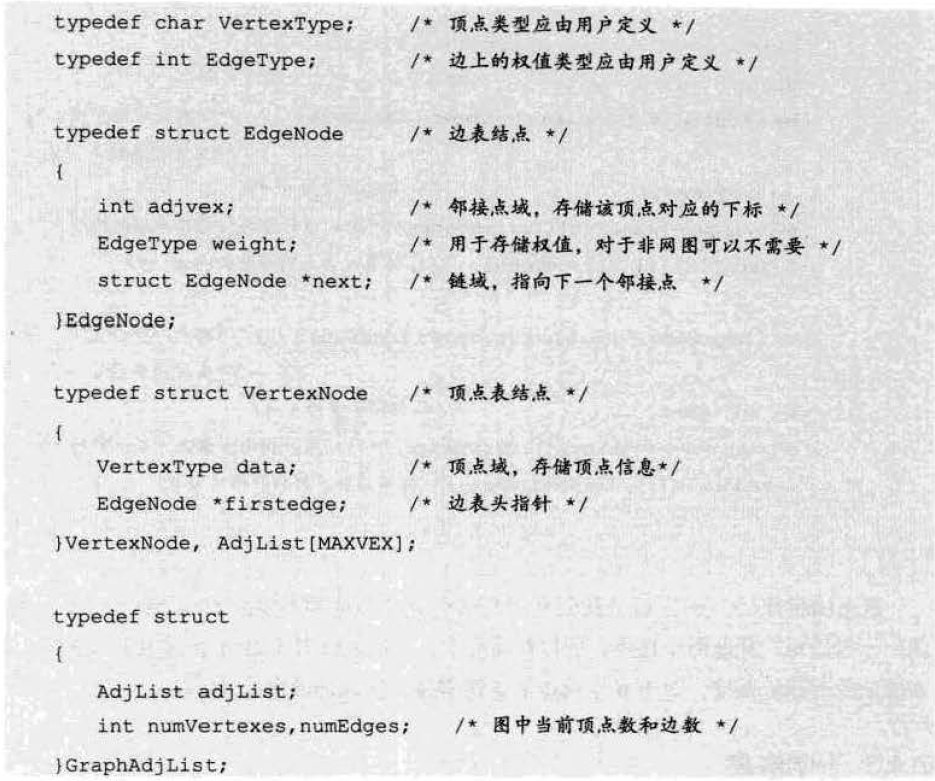 typedef char VertexType; /* 顶点类型应由用户定义 */
typedef int EdgeType; /* 边上的权值类型应由用户定义 */
typedef struct EdgeNode /* 边表结点 */
{
int adjvex; /* 邻接点域，存储该顶点对应的下标 */
EdgeType weight; /* 用于存储权值，对于非网图可以不需要 */
struct EdgeNode *next; /* 链域，指向下一个邻接点 */
}EdgeNode;
typedef struct VertexNode /* 顶点表结点 */
{
VertexType data; /* 顶点域，存储顶点信息*/
EdgeNode *firstedge; /* 边表头指针 */
}VertexNode, AdjList[MAXVEX];
typedef struct
{
AdjList adjList;
int numVertexes,numEdges; /* 图中当前顶点数和边数 */
}GraphAdjList;